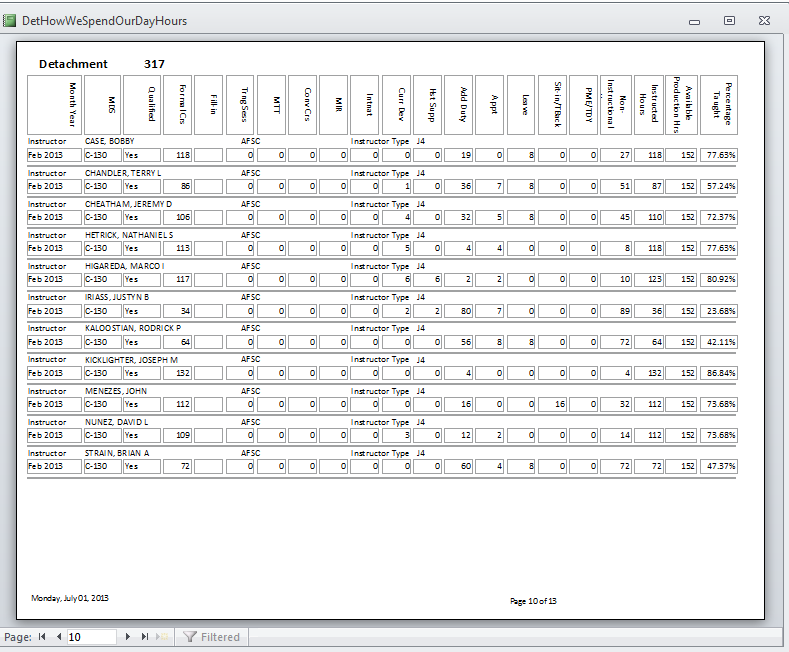 DetHowWeSpendOurDayHours
Detachment 317
Month Year MDS Qualified Formal Crs Fill-in TrngSess MTT Conv Crs MIR Intnat Curr Dev Hst Supp Add Duty Appt Leave Sit-in/TBack PME/TDY Non-Instructional Instructed Hours Available Production Hrs Percentage Taught
Instructor CASE, BOBBY AFSC Instructor Type J4
Feb 2013 C-130 Yes 118 0 0 0 0 0 0 0 19 0 8 0 0 27 118 152 77.63%
Instructor CHANDLER, TERRY L AFSC Instructor Type J4
Feb 2013 C-130 Yes 86 0 0 0 0 0 1 0 36 7 8 0 0 51 87 152 57.24%
Instructor CHEATHAM, JEREMY D AFSC Instructor Type J4
Feb 2013 C-130 Yes 106 0 0 0 0 0 4 0 32 5 8 0 0 45 110 152 72.37%
Instructor HETRICK, NATHANIEL S AFSC Instructor Type J4
Feb 2013 C-130 Yes 113 0 0 0 0 0 5 0 4 4 0 0 0 8 118 152 77.63%
Instructor HIGAREDA, MARCO I AFSC Instructor Type J4
Feb 2013 C-130 Yes 117 0 0 0 0 0 6 6 2 2 0 0 0 10 123 152 80.92%
Instructor IRIASS, JUSTYN B AFSC Instructor Type J4
Feb 2013 C-130 Yes 34 0 0 0 0 0 2 2 80 7 0 0 0 89 36 152 23.68%
Instructor KALOOSTIAN, RODRICK P AFSC Instructor Type J4
Feb 2013 C-130 Yes 64 0 0 0 0 0 0 0 56 8 8 0 0 72 64 152 42.11%
Instructor KICKLIGHTER, JOSEPH M AFSC Instructor Type J4
Feb 2013 C-130 Yes 132 0 0 0 0 0 0 0 4 0 0 0 0 4 132 152 86.84%
Instructor MENEZES, JOHN AFSC Instructor Type J4
Feb 2013 C-130 Yes 112 0 0 0 0 0 0 0 16 0 0 16 0 32 112 152 73.68%
Instructor NUNEZ, DAVID L AFSC Instructor Type J4
Feb 2013 C-130 Yes 109 0 0 0 0 0 3 0 12 2 0 0 0 14 112 152 73.68%
Instructor STRAIN, BRIAN A AFSC Instructor Type J4
Feb 2013 C-130 Yes 72 0 0 0 0 0 0 0 60 4 8 0 0 72 72 152 47.37%
Monday, July 01, 2013 Page 10 of 13
Page: 10 Filtered